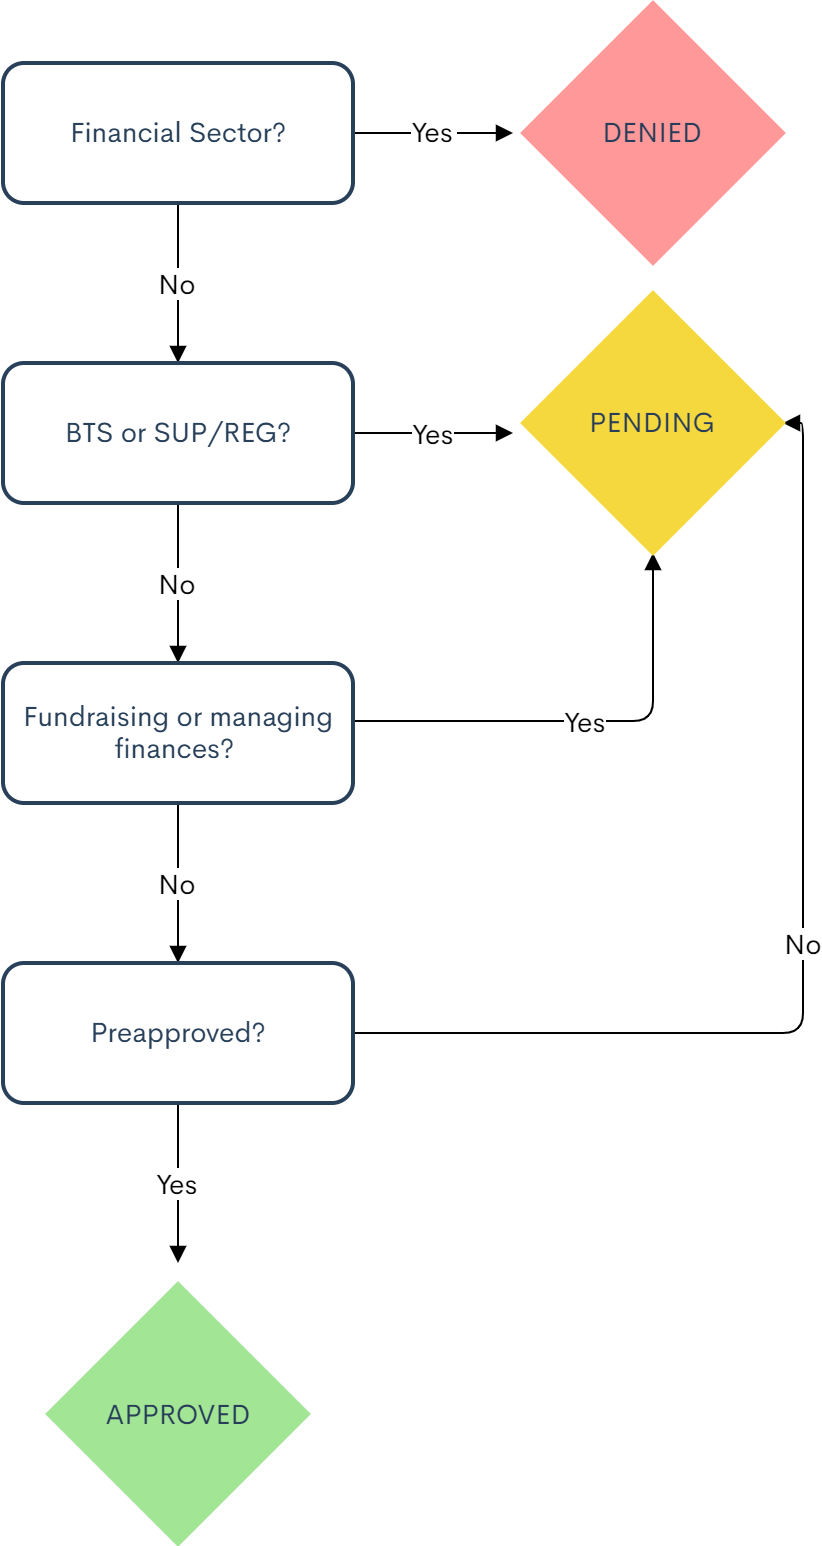 Financial Sector?
Yes
DENIED
No
BTS or SUP/REG?
Yes
PENDING
No
Fundraising or managing
finances?
Yes
No
No
Preapproved?
Yes
APPROVED